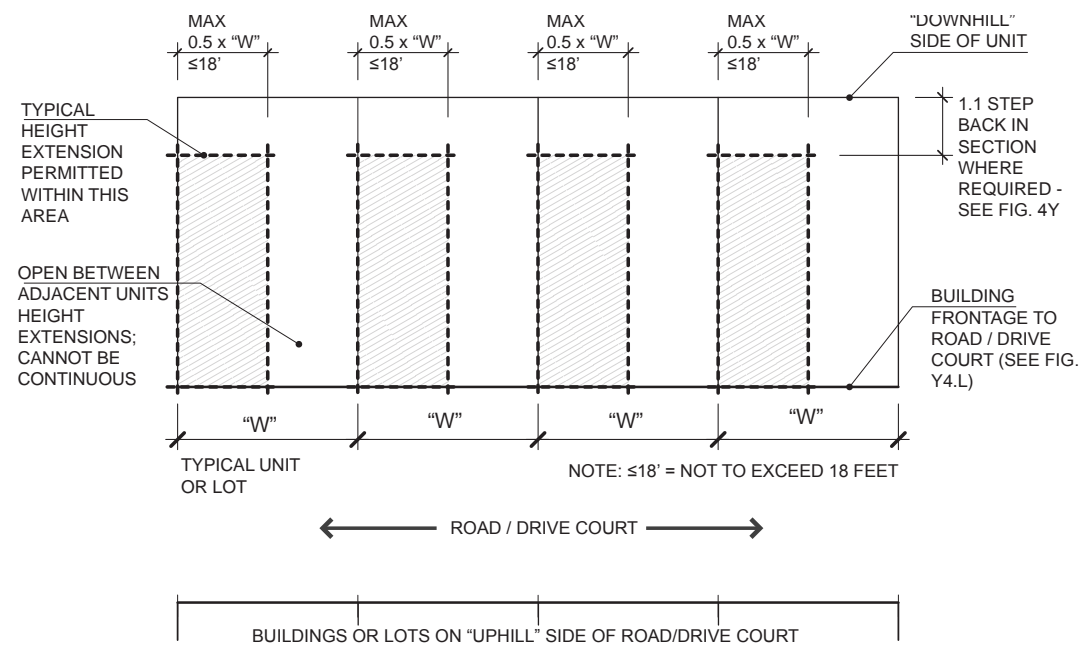 MAX
0.5 x “W”
≤18’
MAX
0.5 x “W”
≤18’
MAX
0.5 x “W”
≤18’
MAX
0.5 x “W”
≤18’
“DOWNHILL”
SIDE OF UNIT
TYPICAL
HEIGHT
EXTENSION
PERMITTED
WITHIN THIS
AREA
1.1 STEP
BACK IN
SECTION
WHERE
REQUIRED -
SEE FIG. 4Y
OPEN BETWEEN
ADJACENT UNITS
HEIGHT
EXTENSIONS;
CANNOT BE
CONTINUOUS
BUILDING
FRONTAGE TO
ROAD / DRIVE
COURT (SEE FIG.
Y4.L)
“W”
“W”
“W”
“W”
TYPICAL UNIT
OR LOT
NOTE: ≤18’ = NOT TO EXCEED 18 FEET
ROAD / DRIVE COURT
BUILDINGS OR LOTS ON “UPHILL” SIDE OF ROAD/DRIVE COURT